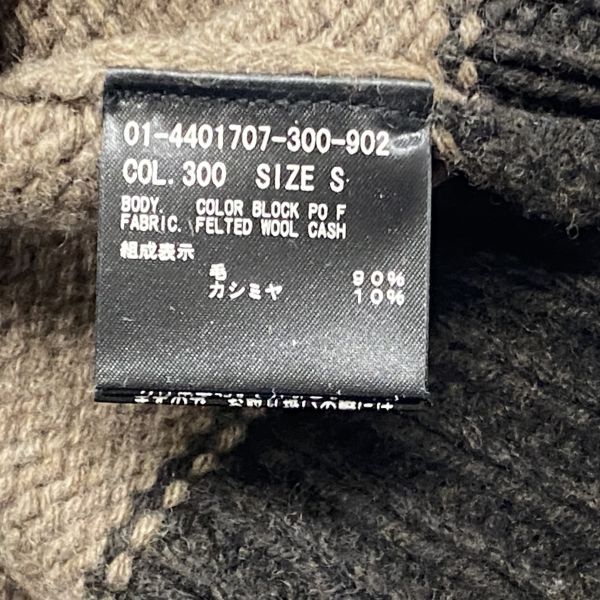 01-4401707-300-902
COL.300 SIZE S
BODY. COLOR BLOCK PO F
FABRIC. FELTED WOOL CASH
組成表示
毛 90%
カシミヤ 10%